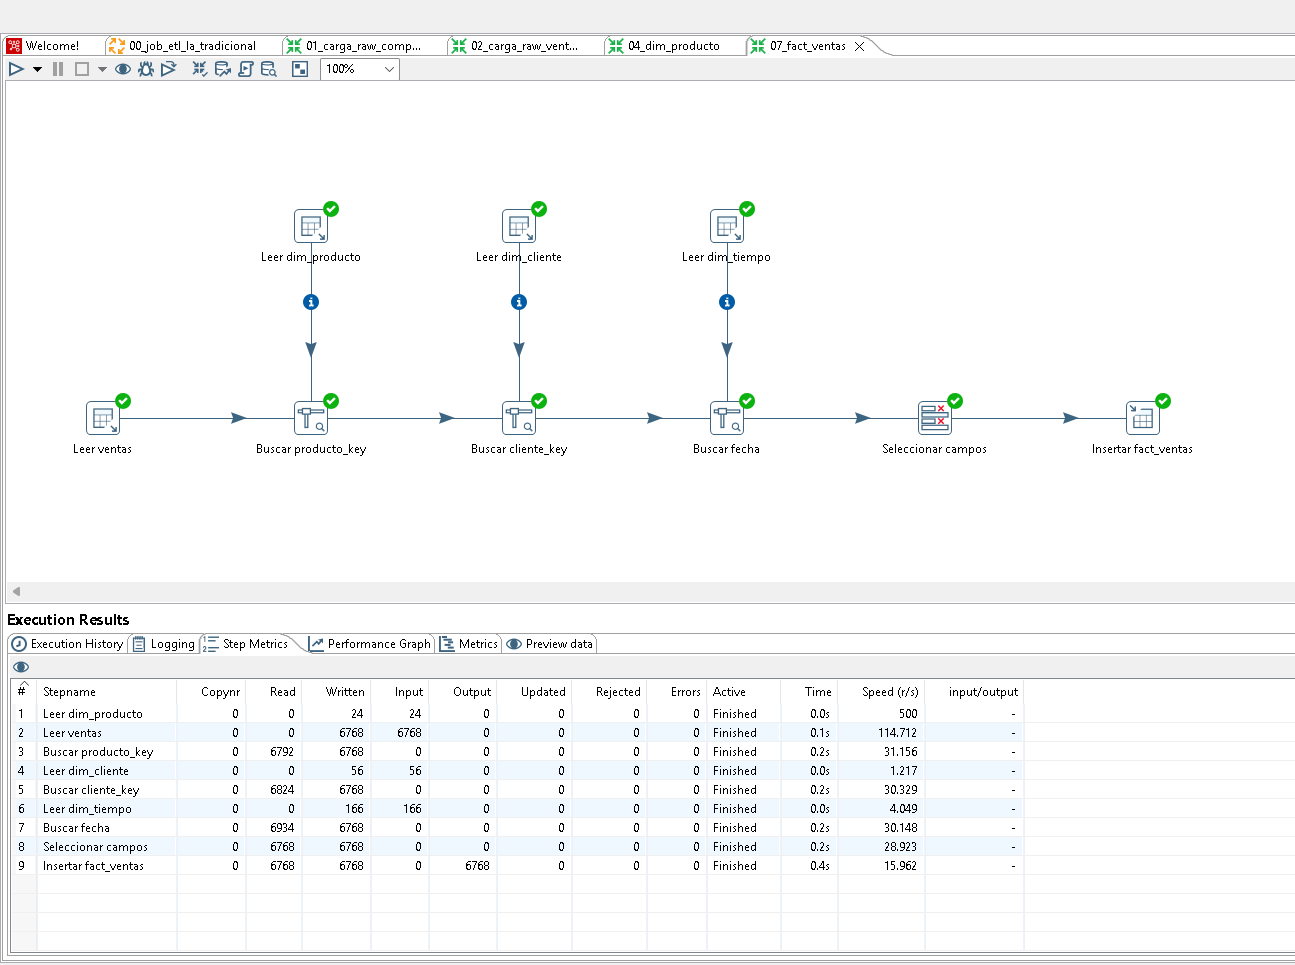 Welcome! 00_job_etl_la_tradicional 01_carga_raw_comp... 02_carga_raw_vent... 04_dim_producto 07_fact_ventas
100%
Leer dim_producto Leer dim_cliente Leer dim_tiempo
Leer ventas Buscar producto_key Buscar cliente_key Buscar fecha Seleccionar campos Insertar fact_ventas
Execution Results
Execution History Logging Step Metrics Performance Graph Metrics Preview data
# Stepname Copynr Read Written Input Output Updated Rejected Errors Active Time Speed (r/s) input/output
1 Leer dim_producto 0 0 24 24 0 0 0 0 Finished 0.0s 500 -
2 Leer ventas 0 0 6768 6768 0 0 0 0 Finished 0.1s 114.712 -
3 Buscar producto_key 0 6792 6768 0 0 0 0 0 Finished 0.2s 31.156 -
4 Leer dim_cliente 0 0 56 56 0 0 0 0 Finished 0.0s 1.217 -
5 Buscar cliente_key 0 6824 6768 0 0 0 0 0 Finished 0.2s 30.329 -
6 Leer dim_tiempo 0 0 166 166 0 0 0 0 Finished 0.0s 4.049 -
7 Buscar fecha 0 6934 6768 0 0 0 0 0 Finished 0.2s 30.148 -
8 Seleccionar campos 0 6768 6768 0 0 0 0 0 Finished 0.2s 28.923 -
9 Insertar fact_ventas 0 6768 6768 0 6768 0 0 0 Finished 0.4s 15.962 -